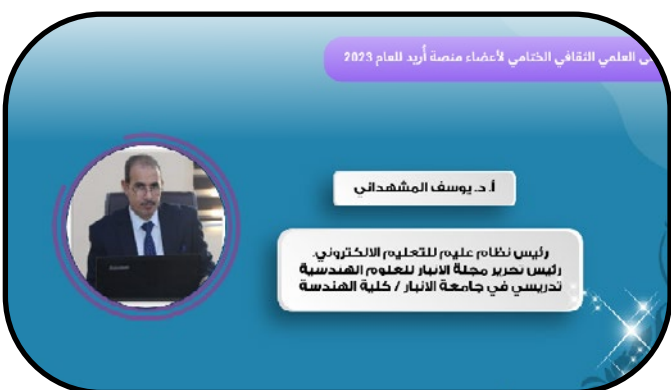 العلمي الثقافي الختامي لأعضاء منصة أُريد للعام 2023
أ. د. يوسف المشهداني
رئيس نظام عليم للتعليم الالكتروني.
رئيس تحرير مجلة الانبار للعلوم الهندسية
تدريسي في جامعة الانبار / كلية الهندسة